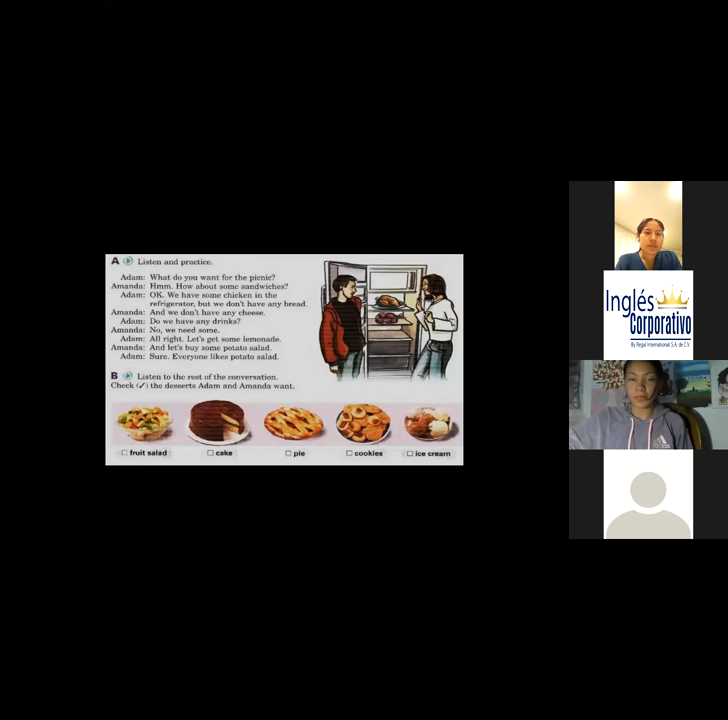 A Listen and practice.
Adam: What do you want for the picnic?
Amanda: Hmm. How about some sandwiches?
Adam: OK. We have some chicken in the
refrigerator, but we don't have any bread.
Amanda: And we don't have any cheese.
Adam: Do we have any drinks?
Amanda: No, we need some.
Adam: All right. Let's get some lemonade.
Amanda: And let's buy some potato salad.
Adam: Sure. Everyone likes potato salad.
B Listen to the rest of the conversation.
Check (✓) the desserts Adam and Amanda want.
fruit salad
cake
pie
cookies
ice cream
Inglés
Corporativo
By Regal International S.A. de C.V.
adidas